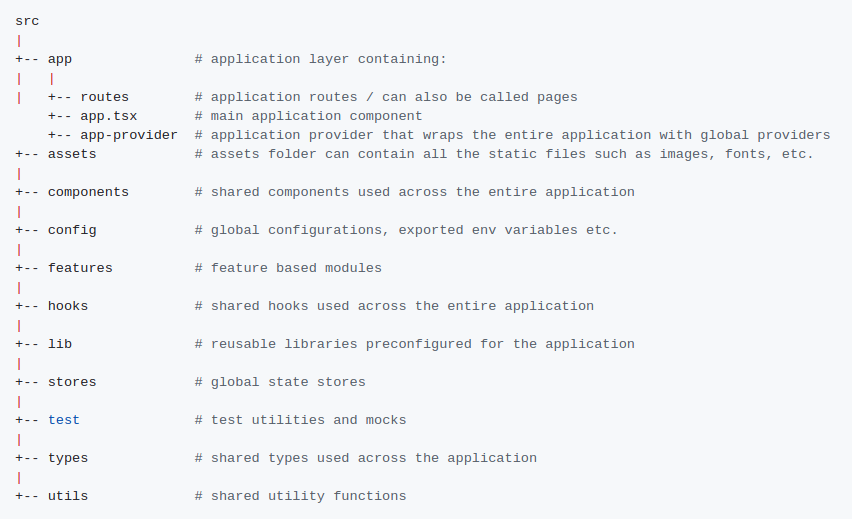 src
|
+-- app               # application layer containing:
|   |
|   +-- routes        # application routes / can also be called pages
    +-- app.tsx       # main application component
    +-- app-provider  # application provider that wraps the entire application with global providers
+-- assets            # assets folder can contain all the static files such as images, fonts, etc.
|
+-- components        # shared components used across the entire application
|
+-- config            # global configurations, exported env variables etc.
|
+-- features          # feature based modules
|
+-- hooks             # shared hooks used across the entire application
|
+-- lib               # reusable libraries preconfigured for the application
|
+-- stores            # global state stores
|
+-- test              # test utilities and mocks
|
+-- types             # shared types used across the application
|
+-- utils             # shared utility functions